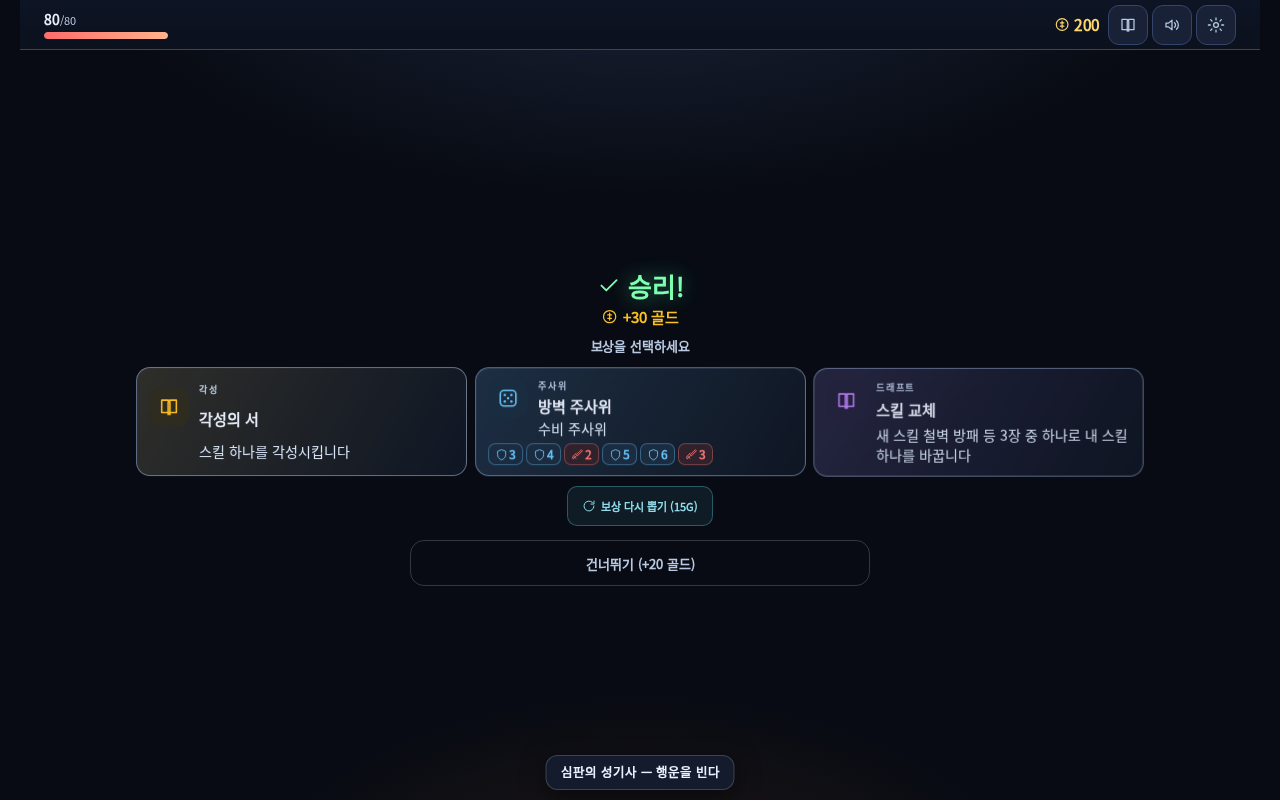 80/80
200
승리!
+30 골드
보상을 선택하세요
각성
각성의 서
스킬 하나를 각성시킵니다
주사위
방벽 주사위
수비 주사위
3 4 2 5 6 3
드래프트
스킬 교체
새 스킬 철벽 방패 등 3장 중 하나로 내 스킬
하나를 바꿉니다
보상 다시 뽑기 (15G)
건너뛰기 (+20 골드)
심판의 성기사 — 행운을 빈다